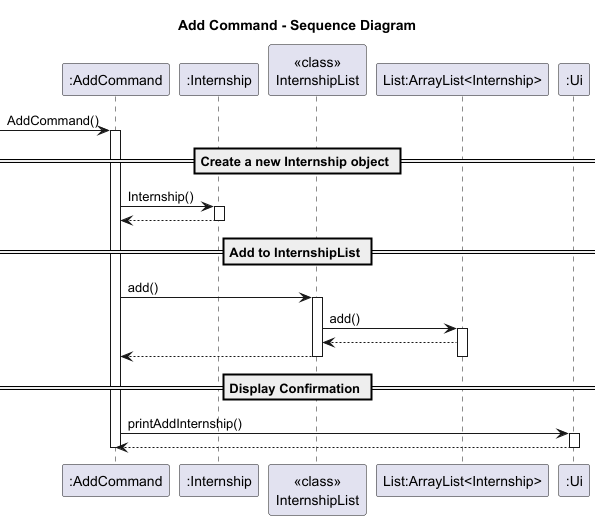 Add Command - Sequence Diagram
:AddCommand
:Internship
«class»
InternshipList
List:ArrayList<Internship>
:Ui
AddCommand()
Create a new Internship object
Internship()
Add to InternshipList
add()
add()
Display Confirmation
printAddInternship()
:AddCommand
:Internship
«class»
InternshipList
List:ArrayList<Internship>
:Ui